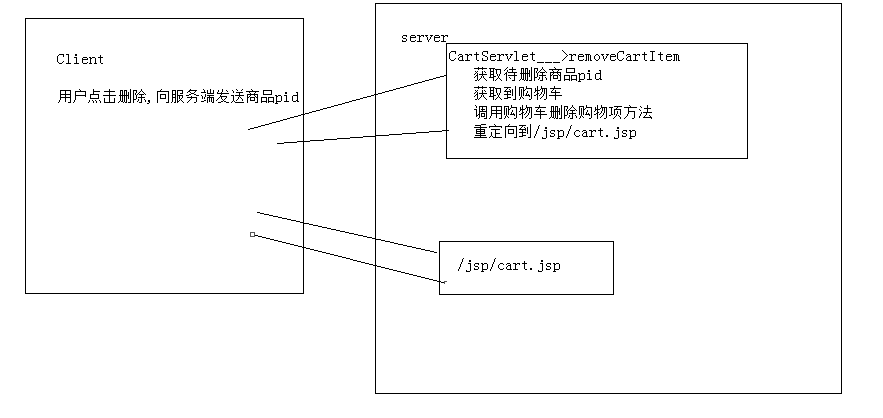 Client
用户点击删除,向服务端发送商品pid
server
CartServlet___>removeCartItem
获取待删除商品pid
获取到购物车
调用购物车删除购物项方法
重定向到/jsp/cart.jsp
/jsp/cart.jsp